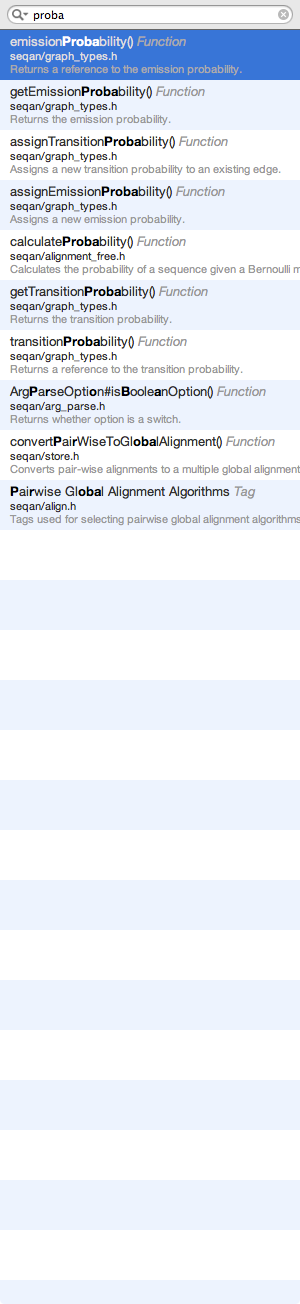 proba
emissionProbability() Function
seqan/graph_types.h
Returns a reference to the emission probability.
getEmissionProbability() Function
seqan/graph_types.h
Returns the emission probability.
assignTransitionProbability() Function
seqan/graph_types.h
Assigns a new transition probability to an existing edge.
assignEmissionProbability() Function
seqan/graph_types.h
Assigns a new emission probability.
calculateProbability() Function
seqan/alignment_free.h
Calculates the probability of a sequence given a Bernoulli m
getTransitionProbability() Function
seqan/graph_types.h
Returns the transition probability.
transitionProbability() Function
seqan/graph_types.h
Returns a reference to the transition probability.
ArgParseOption#isBooleanOption() Function
seqan/arg_parse.h
Returns whether option is a switch.
convertPairWiseToGlobalAlignment() Function
seqan/store.h
Converts pair-wise alignments to a multiple global alignment
Pairwise Global Alignment Algorithms Tag
seqan/align.h
Tags used for selecting pairwise global alignment algorithms